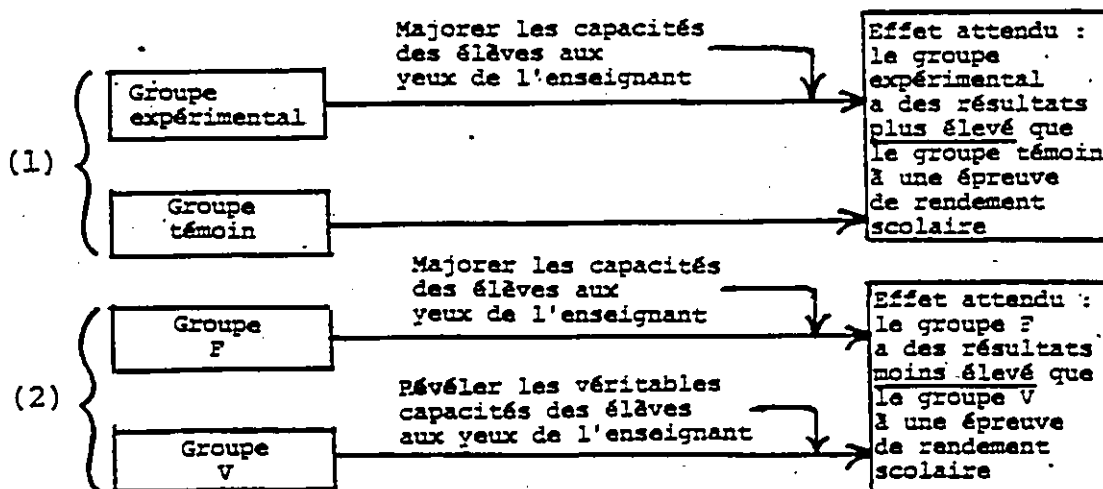 Majorer les capacités
des élèves aux
yeux de l'enseignant
Effet attendu :
le groupe
expérimental
a des résultats
plus élevé que
le groupe témoin
à une épreuve
de rendement
scolaire
(1)
Groupe
expérimental
Groupe
témoin
Majorer les capacités
des élèves aux
yeux de l'enseignant
Effet attendu :
le groupe F
a des résultats
moins élevé que
le groupe V
à une épreuve
de rendement
scolaire
(2)
Groupe
F
Révéler les véritables
capacités des élèves
aux yeux de l'enseignant
Groupe
V